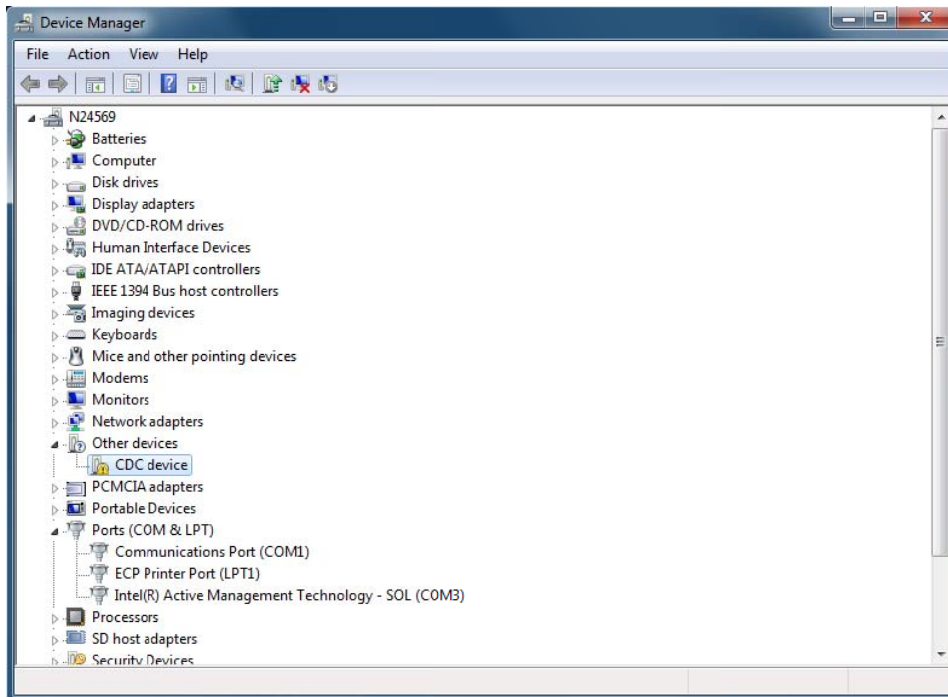 Device Manager
File Action View Help
N24569
Batteries
Computer
Disk drives
Display adapters
DVD/CD-ROM drives
Human Interface Devices
IDE ATA/ATAPI controllers
IEEE 1394 Bus host controllers
Imaging devices
Keyboards
Mice and other pointing devices
Modems
Monitors
Network adapters
Other devices
CDC device
PCMCIA adapters
Portable Devices
Ports (COM & LPT)
Communications Port (COM1)
ECP Printer Port (LPT1)
Intel(R) Active Management Technology - SOL (COM3)
Processors
SD host adapters
Security Devices